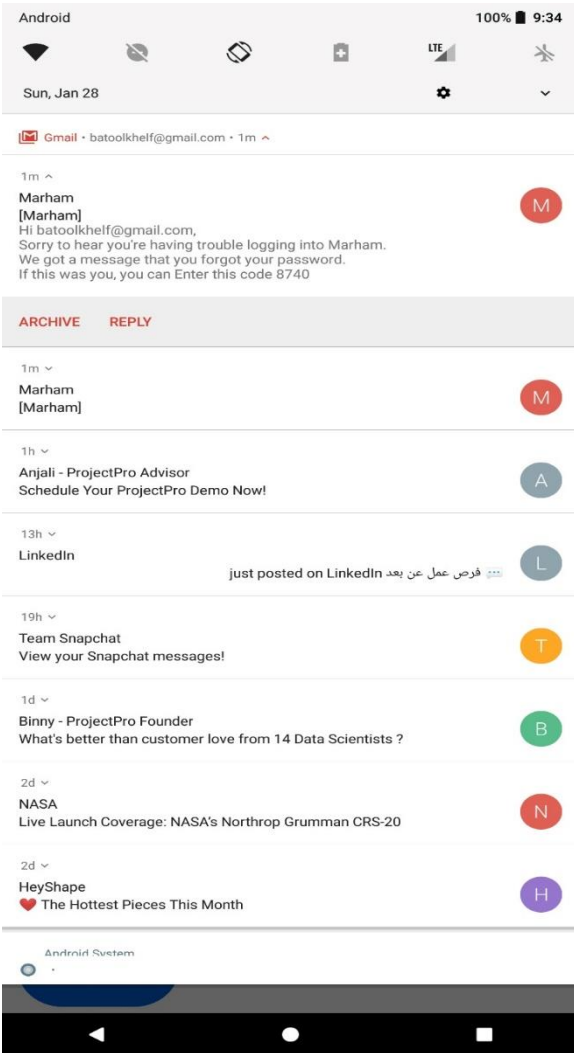 Android 100% 9:34
LTE
Sun, Jan 28
Gmail • batoolkhelf@gmail.com • 1m
1m
Marham
[Marham]
Hi batoolkhelf@gmail.com,
Sorry to hear you're having trouble logging into Marham.
We got a message that you forgot your password.
If this was you, you can Enter this code 8740
M
ARCHIVE REPLY
1m
Marham
[Marham]
M
1h
Anjali - ProjectPro Advisor
Schedule Your ProjectPro Demo Now!
A
13h
LinkedIn
💬 فرص عمل عن بعد just posted on LinkedIn
L
19h
Team Snapchat
View your Snapchat messages!
T
1d
Binny - ProjectPro Founder
What's better than customer love from 14 Data Scientists ?
B
2d
NASA
Live Launch Coverage: NASA's Northrop Grumman CRS-20
N
2d
HeyShape
❤️ The Hottest Pieces This Month
H
Android System